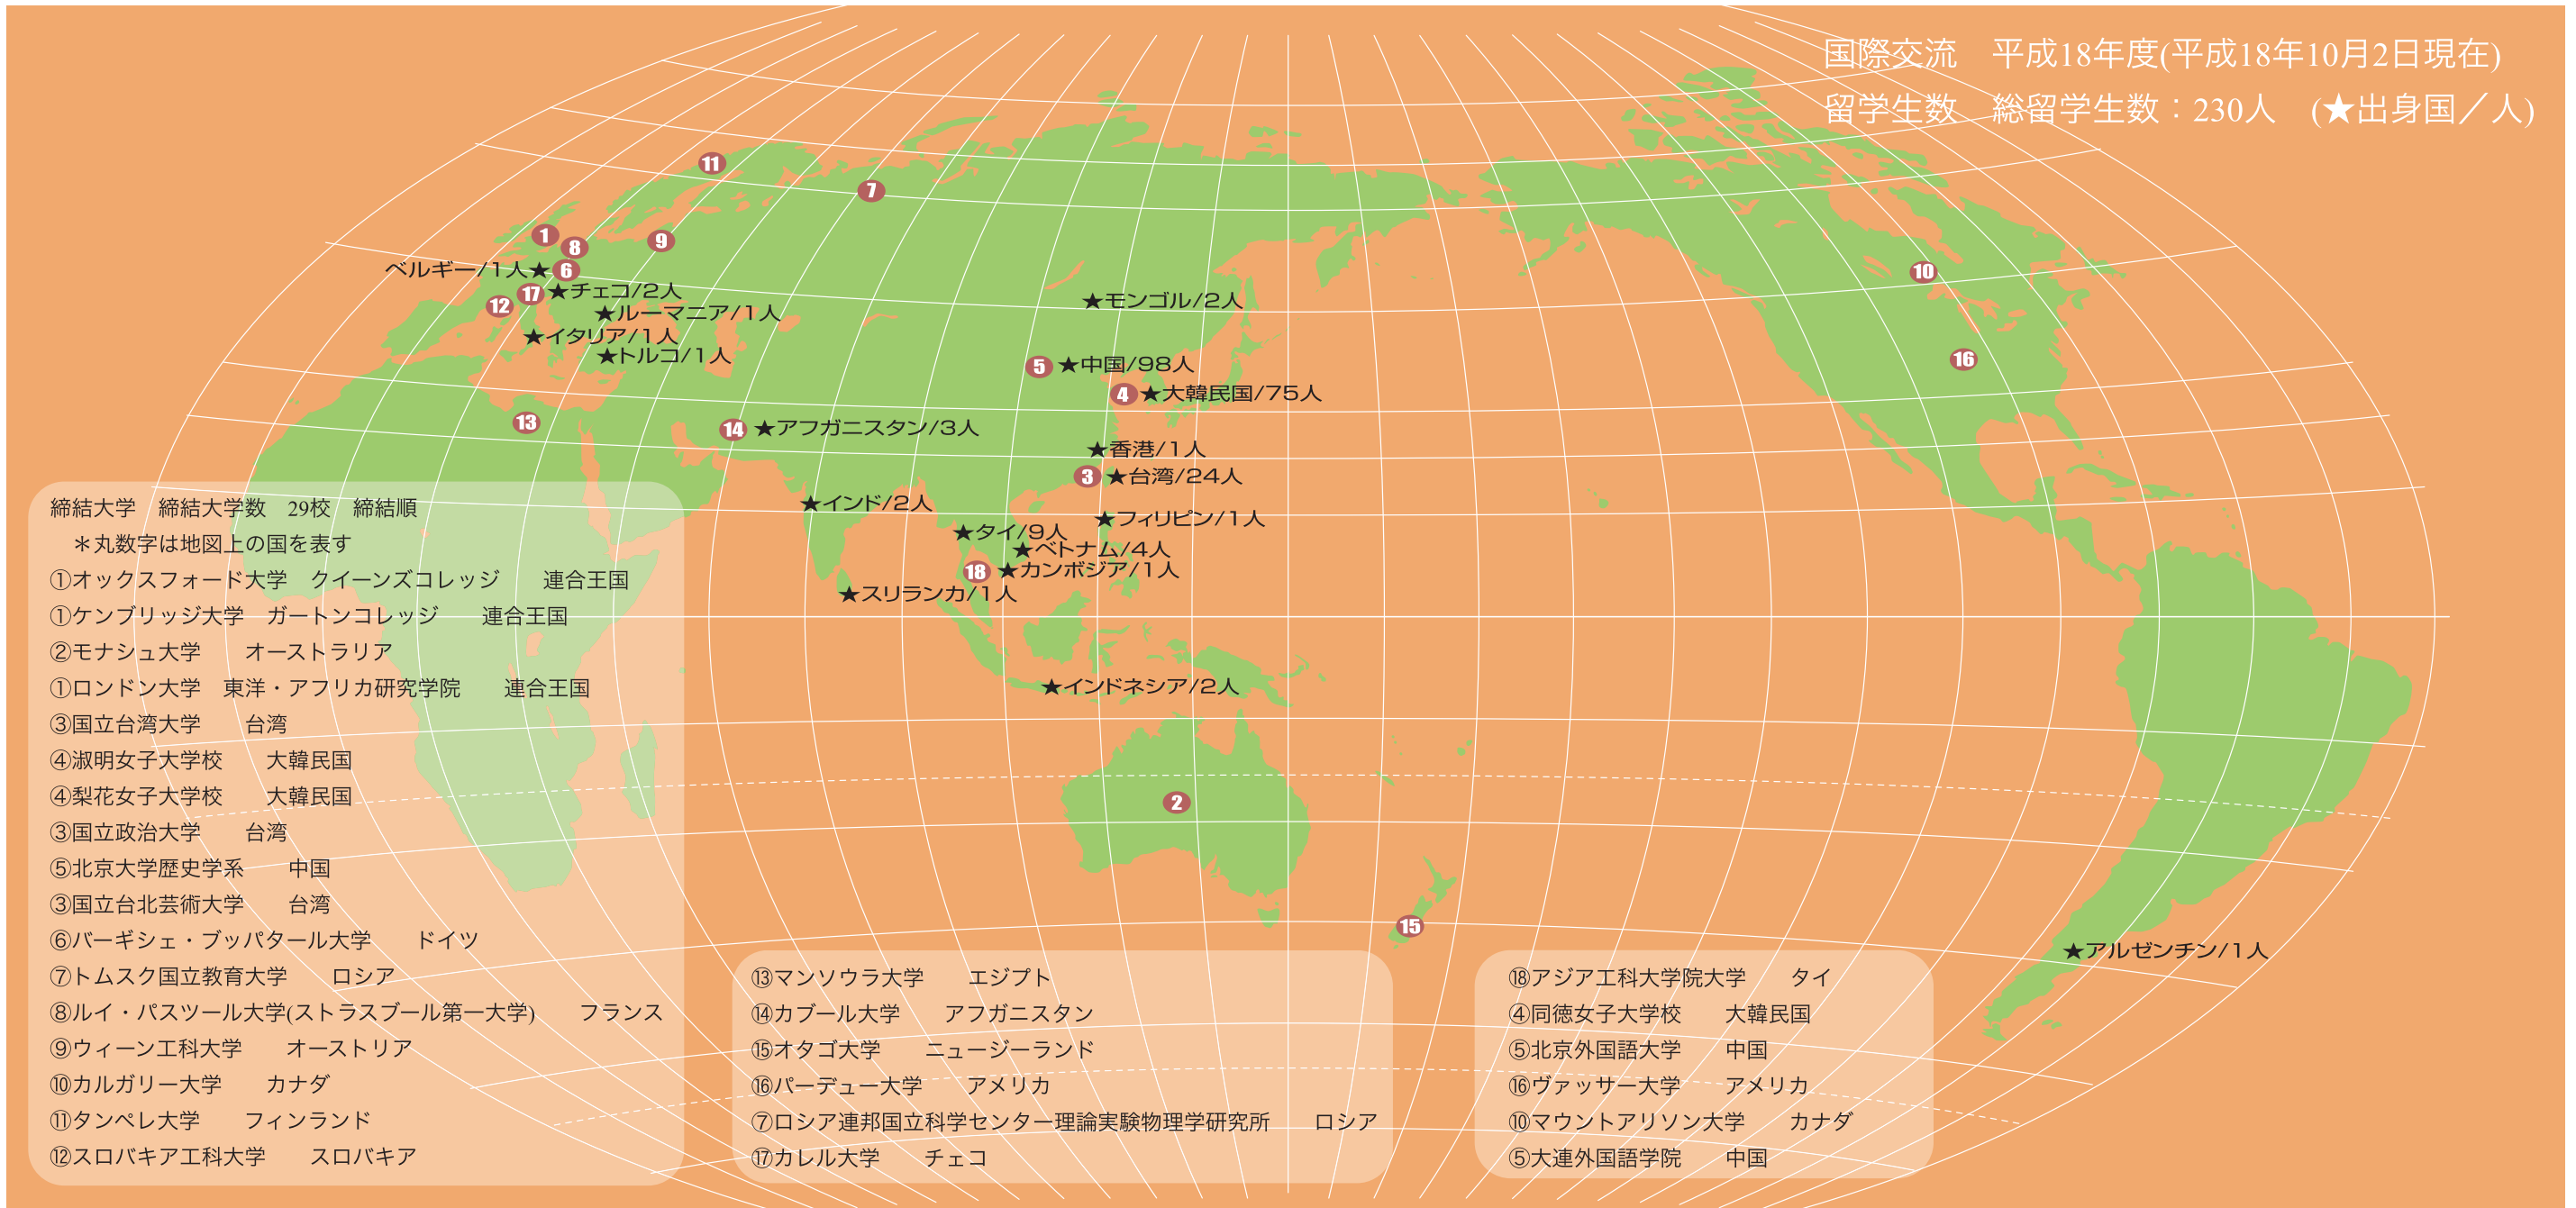 国際交流　平成18年度(平成18年10月2日現在)
留学生数　総留学生数：230人　(★出身国／人)
11
7
1
8
9
ベルギー/1人★
6
10
17
★チェコ/2人
12
★モンゴル/2人
★ルーマニア/1人
★イタリア/1人
★トルコ/1人
16
5
★中国/98人
4
★大韓民国/75人
13
14
★アフガニスタン/3人
★香港/1人
3
★台湾/24人
★インド/2人
★フィリピン/1人
★タイ/9人
★ベトナム/4人
18
★カンボジア/1人
★スリランカ/1人
★インドネシア/2人
2
15
★アルゼンチン/1人
締結大学　締結大学数　29校　締結順
＊丸数字は地図上の国を表す
①オックスフォード大学　クイーンズコレッジ　　連合王国
①ケンブリッジ大学　ガートンコレッジ　　連合王国
②モナシュ大学　　オーストラリア
①ロンドン大学　東洋・アフリカ研究学院　　連合王国
③国立台湾大学　　台湾
④淑明女子大学校　　大韓民国
④梨花女子大学校　　大韓民国
③国立政治大学　　台湾
⑤北京大学歴史学系　　中国
③国立台北芸術大学　　台湾
⑥バーギシェ・ブッパタール大学　　ドイツ
⑦トムスク国立教育大学　　ロシア
⑧ルイ・パスツール大学(ストラスブール第一大学)　　フランス
⑨ウィーン工科大学　　オーストリア
⑩カルガリー大学　　カナダ
⑪タンペレ大学　　フィンランド
⑫スロバキア工科大学　　スロバキア
⑬マンソウラ大学　　エジプト
⑭カブール大学　　アフガニスタン
⑮オタゴ大学　　ニュージーランド
⑯パーデュー大学　　アメリカ
⑦ロシア連邦国立科学センター理論実験物理学研究所　　ロシア
⑰カレル大学　　チェコ
⑱アジア工科大学院大学　　タイ
④同徳女子大学校　　大韓民国
⑤北京外国語大学　　中国
⑯ヴァッサー大学　　アメリカ
⑩マウントアリソン大学　　カナダ
⑤大連外国語学院　　中国